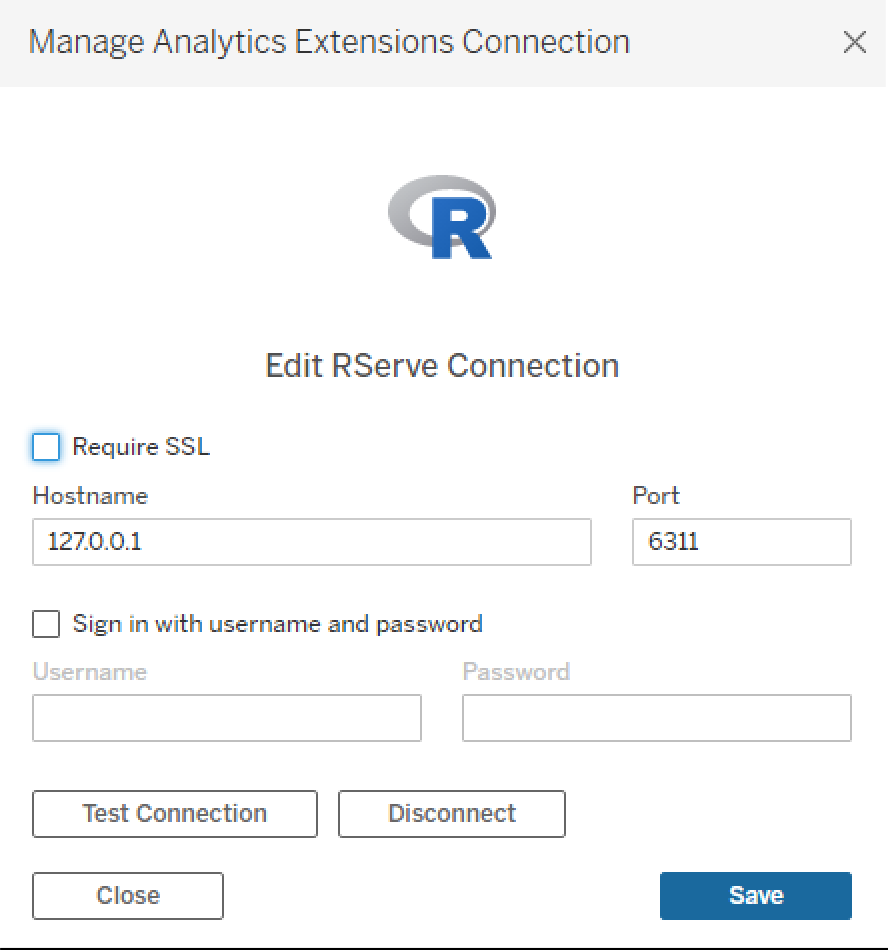 Manage Analytics Extensions Connection
R
Edit RServe Connection
Require SSL
Hostname Port
127.0.0.1 6311
Sign in with username and password
Username Password
Test Connection Disconnect
Close Save